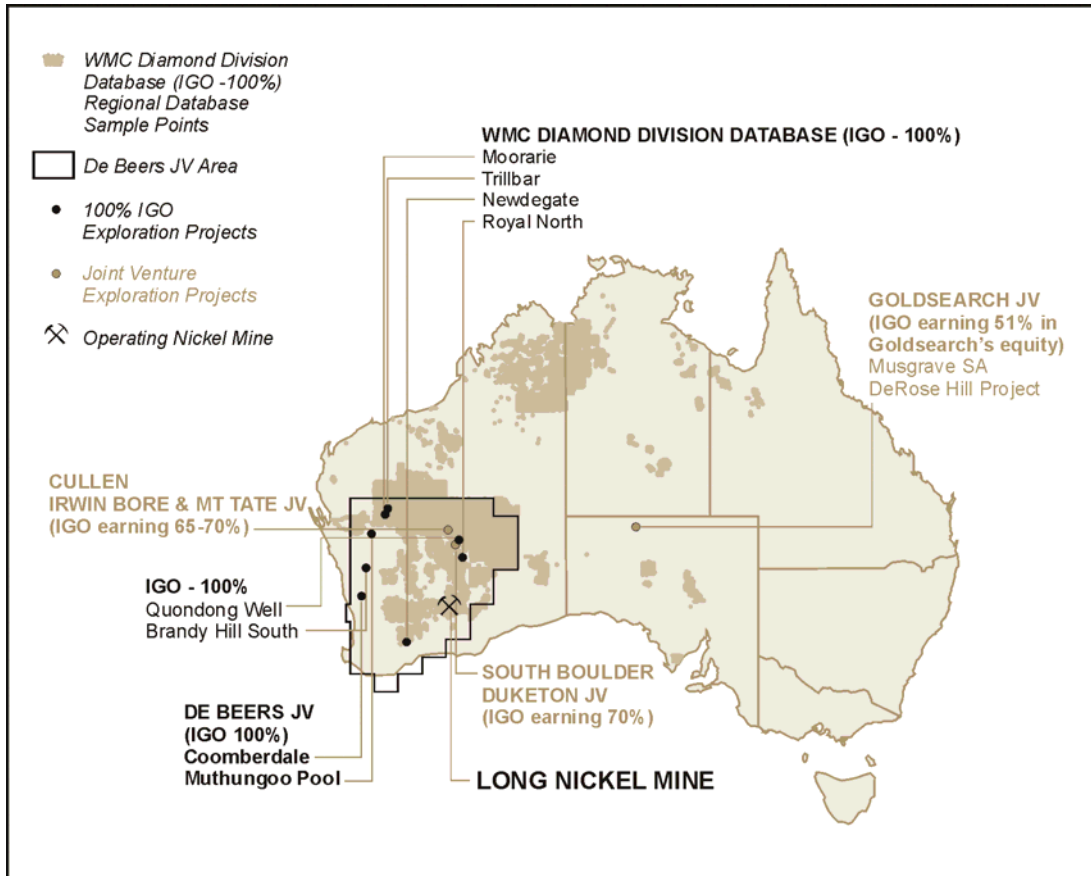 WMC Diamond Division
Database (IGO -100%)
Regional Database
Sample Points
De Beers JV Area
100% IGO
Exploration Projects
Joint Venture
Exploration Projects
Operating Nickel Mine
WMC DIAMOND DIVISION DATABASE (IGO - 100%)
Moorarie
Trillbar
Newdegate
Royal North
GOLDSEARCH JV
(IGO earning 51% in
Goldsearch's equity)
Musgrave SA
DeRose Hill Project
CULLEN
IRWIN BORE & MT TATE JV
(IGO earning 65-70%)
IGO - 100%
Quondong Well
Brandy Hill South
DE BEERS JV
(IGO 100%)
Coomberdale
Muthungoo Pool
SOUTH BOULDER
DUKETON JV
(IGO earning 70%)
LONG NICKEL MINE